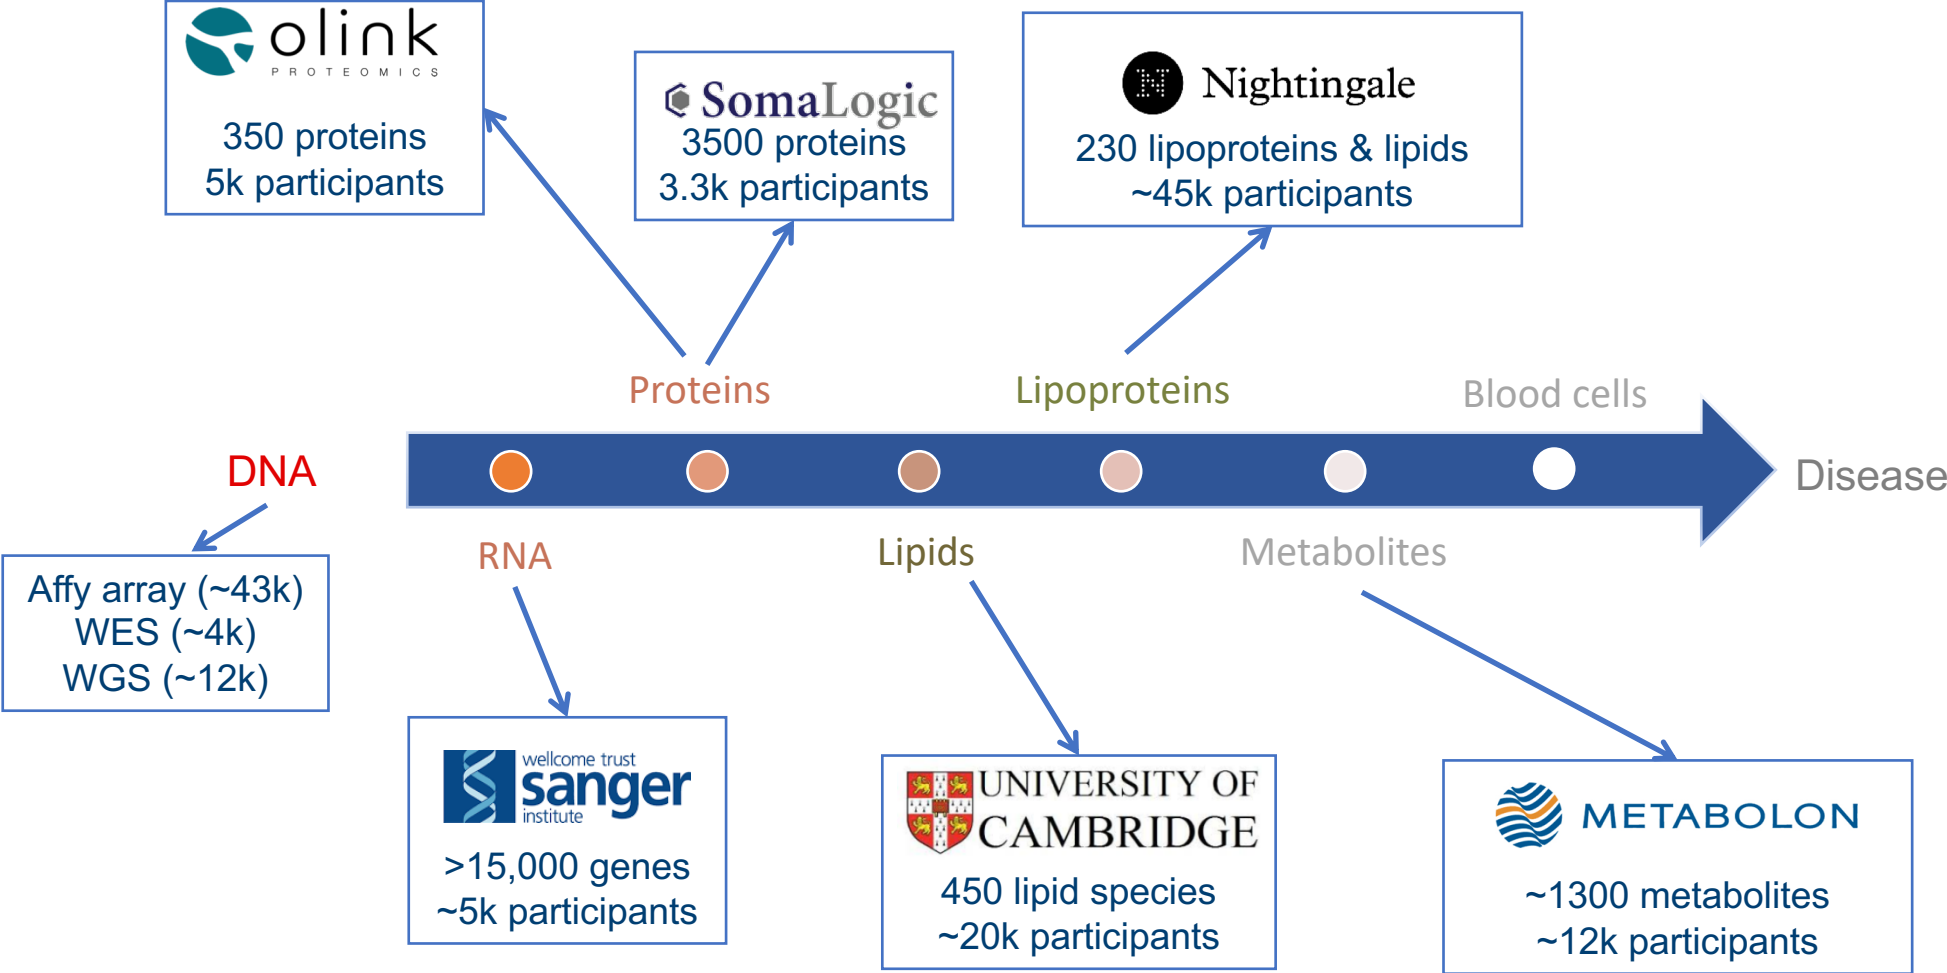 olink
PROTEOMICS
350 proteins
5k participants
SomaLogic
3500 proteins
3.3k participants
Nightingale
230 lipoproteins & lipids
~45k participants
Proteins
Lipoproteins
Blood cells
DNA
Disease
RNA
Lipids
Metabolites
Affy array (~43k)
WES (~4k)
WGS (~12k)
wellcome trust
sanger
institute
>15,000 genes
~5k participants
UNIVERSITY OF
CAMBRIDGE
450 lipid species
~20k participants
METABOLON
~1300 metabolites
~12k participants